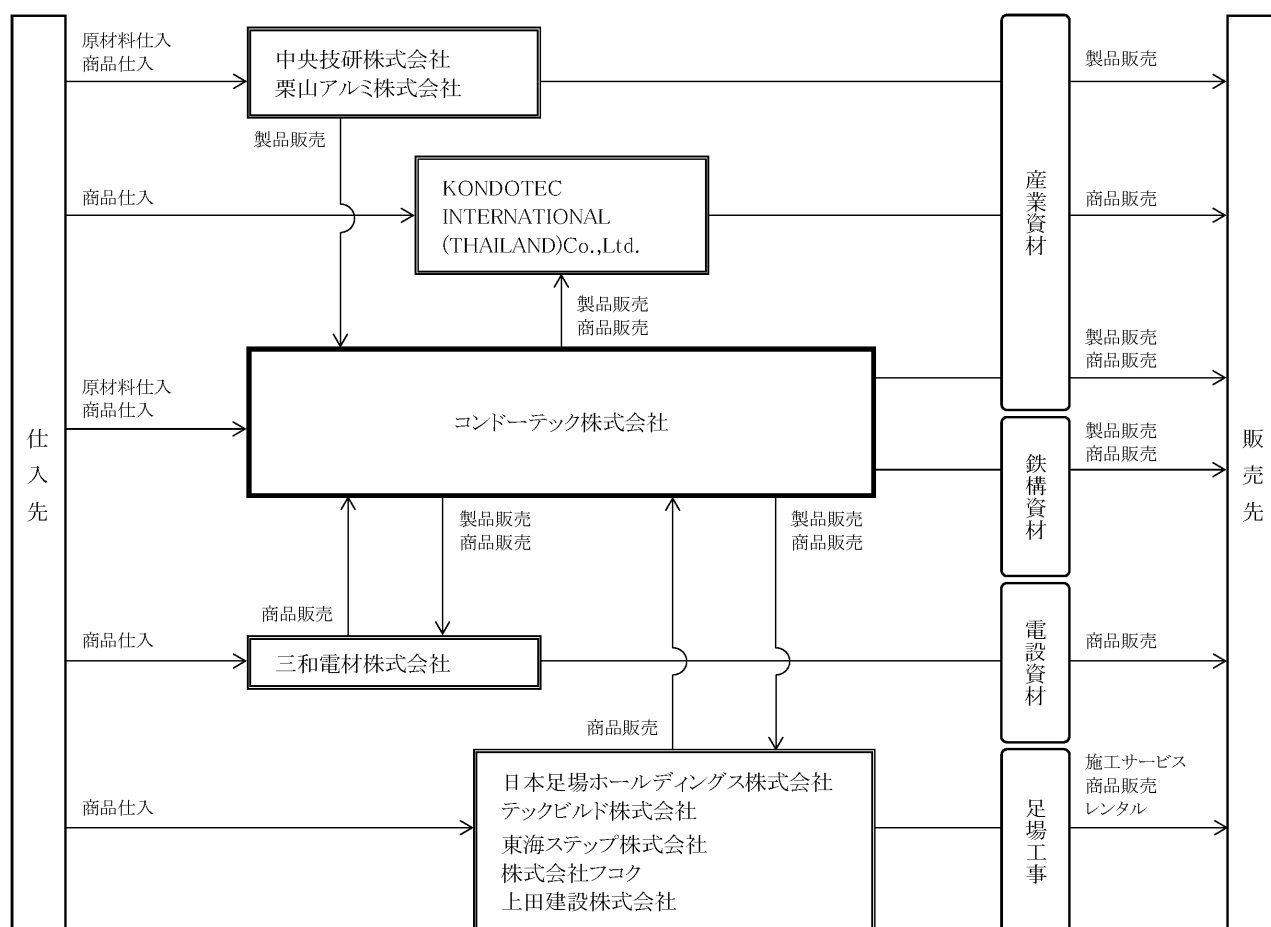 仕入先
原材料仕入
商品仕入
中央技研株式会社
栗山アルミ株式会社
製品販売
商品仕入
KONDOTEC
INTERNATIONAL
(THAILAND)Co.,Ltd.
製品販売
商品販売
原材料仕入
商品仕入
コンドーテック株式会社
製品販売
商品販売
製品販売
商品販売
商品販売
商品仕入
三和電材株式会社
商品販売
商品仕入
日本足場ホールディングス株式会社
テックビルド株式会社
東海ステップ株式会社
株式会社フコク
上田建設株式会社
産業資材
製品販売
商品販売
製品販売
商品販売
鉄構資材
製品販売
商品販売
電設資材
商品販売
足場工事
施工サービス
商品販売
レンタル
販売先